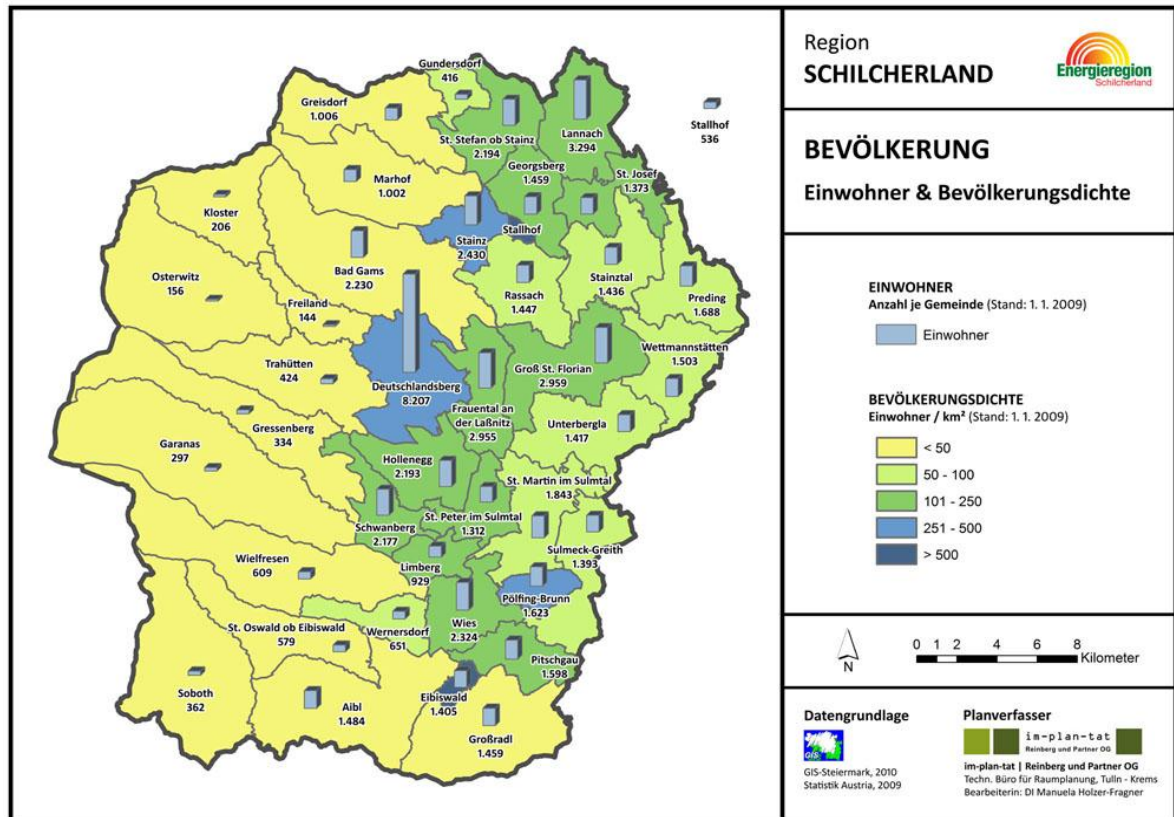 Gundersdorf
416
Greisdorf
1.006
St. Stefan ob Stainz
2.194
Lannach
3.294
Stallhof
536
Georgsberg
1.459
St. Josef
1.373
Marhof
1.002
Kloster
206
Stainz
2.430
Stallhof
Stainztal
1.436
Bad Gams
2.230
Osterwitz
156
Rassach
1.447
Preding
1.688
Freiland
144
Wettmannstätten
1.503
Trahütten
424
Deutschlandsberg
8.207
Groß St. Florian
2.959
Frauental an
der Laßnitz
2.955
Gressenberg
334
Unterbergla
1.417
Garanas
297
Hollenegg
2.193
St. Martin im Sulmtal
1.843
Schwanberg
2.177
St. Peter im Sulmtal
1.312
Sulmeck-Greith
1.393
Limberg
929
Wielfresen
609
Pölfing-Brunn
1.623
Wies
2.324
Wernersdorf
651
St. Oswald ob Eibiswald
579
Pitschgau
1.598
Soboth
362
Aibl
1.484
Eibiswald
1.405
Großradl
1.459
Region
SCHILCHERLAND
Energieregion
Schilcherland
BEVÖLKERUNG
Einwohner & Bevölkerungsdichte
EINWOHNER
Anzahl je Gemeinde (Stand: 1. 1. 2009)
Einwohner
BEVÖLKERUNGSDICHTE
Einwohner / km² (Stand: 1. 1. 2009)
< 50
50 - 100
101 - 250
251 - 500
> 500
N
0 1 2 4 6 8
Kilometer
Datengrundlage
GIS
GIS-Steiermark, 2010
Statistik Austria, 2009
Planverfasser
im-plan-tat
Reinberg und Partner OG
im-plan-tat | Reinberg und Partner OG
Techn. Büro für Raumplanung, Tulln - Krems
Bearbeiterin: DI Manuela Holzer-Fragner